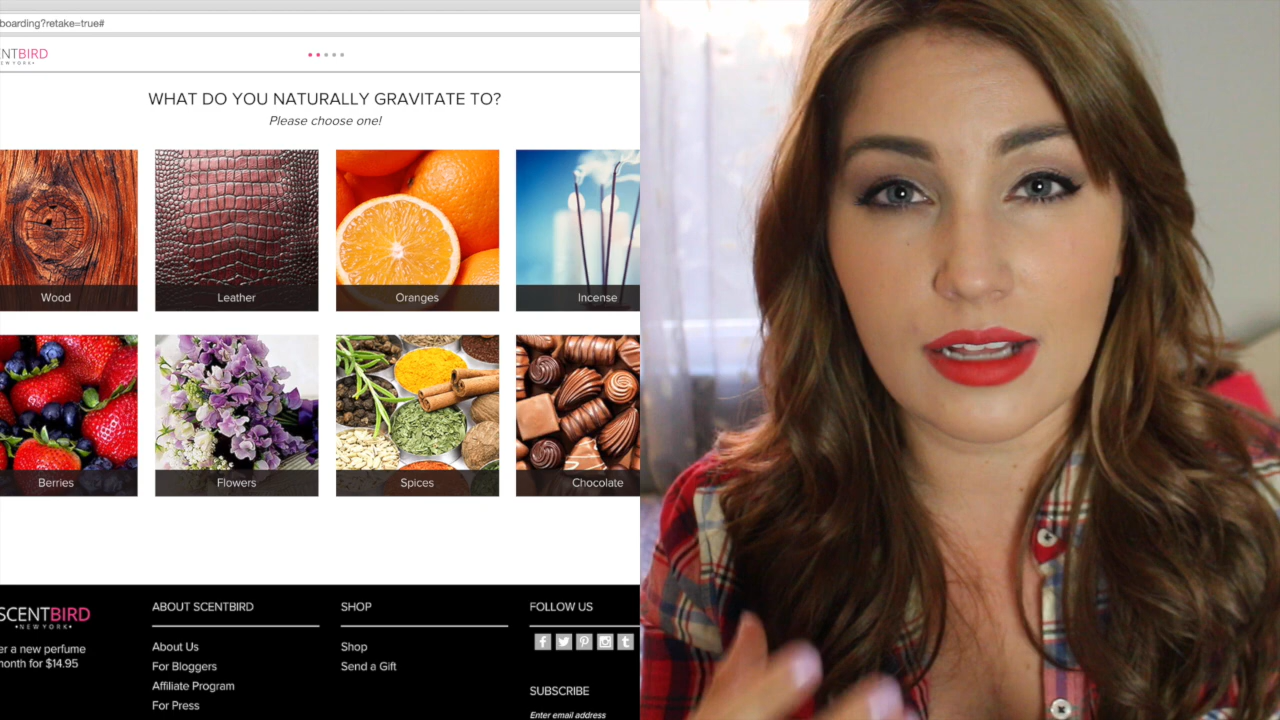 boarding?retake=true#
ENTBIRD
WHAT DO YOU NATURALLY GRAVITATE TO?
Please choose one!
Wood
Leather
Oranges
Incense
Berries
Flowers
Spices
Chocolate
SCENTBIRD
•NEW YORK•
er a new perfume
month for $14.95
ABOUT SCENTBIRD
About Us
For Bloggers
Affiliate Program
For Press
SHOP
Shop
Send a Gift
FOLLOW US
SUBSCRIBE
Enter email address